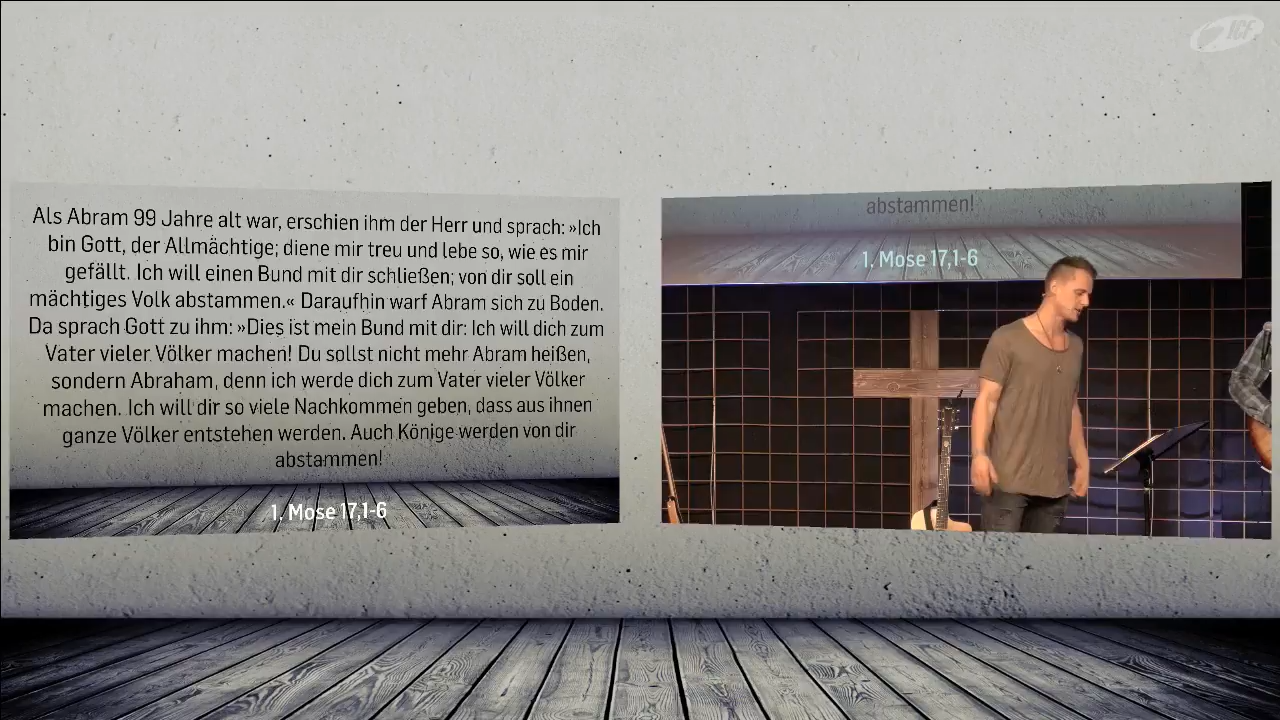 ICF
Als Abram 99 Jahre alt war, erschien ihm der Herr und sprach: »Ich
bin Gott, der Allmächtige; diene mir treu und lebe so, wie es mir
gefällt. Ich will einen Bund mit dir schließen; von dir soll ein
mächtiges Volk abstammen.« Daraufhin warf Abram sich zu Boden.
Da sprach Gott zu ihm: »Dies ist mein Bund mit dir: Ich will dich zum
Vater vieler Völker machen! Du sollst nicht mehr Abram heißen,
sondern Abraham, denn ich werde dich zum Vater vieler Völker
machen. Ich will dir so viele Nachkommen geben, dass aus ihnen
ganze Völker entstehen werden. Auch Könige werden von dir
abstammen!
1. Mose 17,1-6
abstammen!
1. Mose 17,1-6